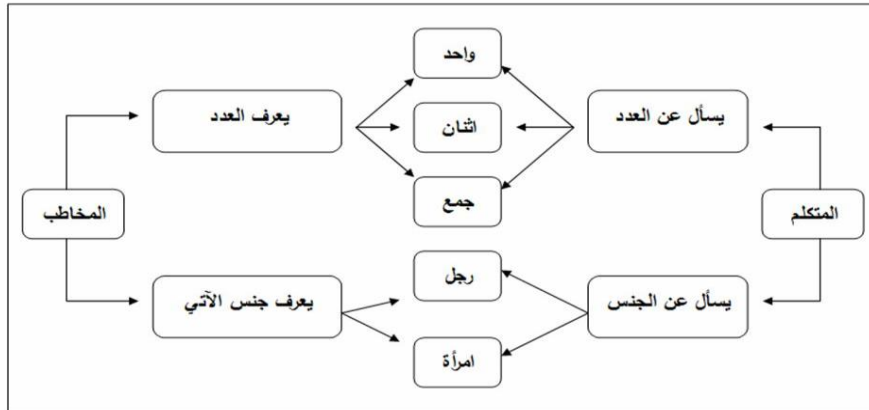 واحد
يسأل عن العدد
يعرف العدد
اثنان
جمع
المتكلم
المخاطب
رجل
يسأل عن الجنس
يعرف جنس الآتي
امرأة